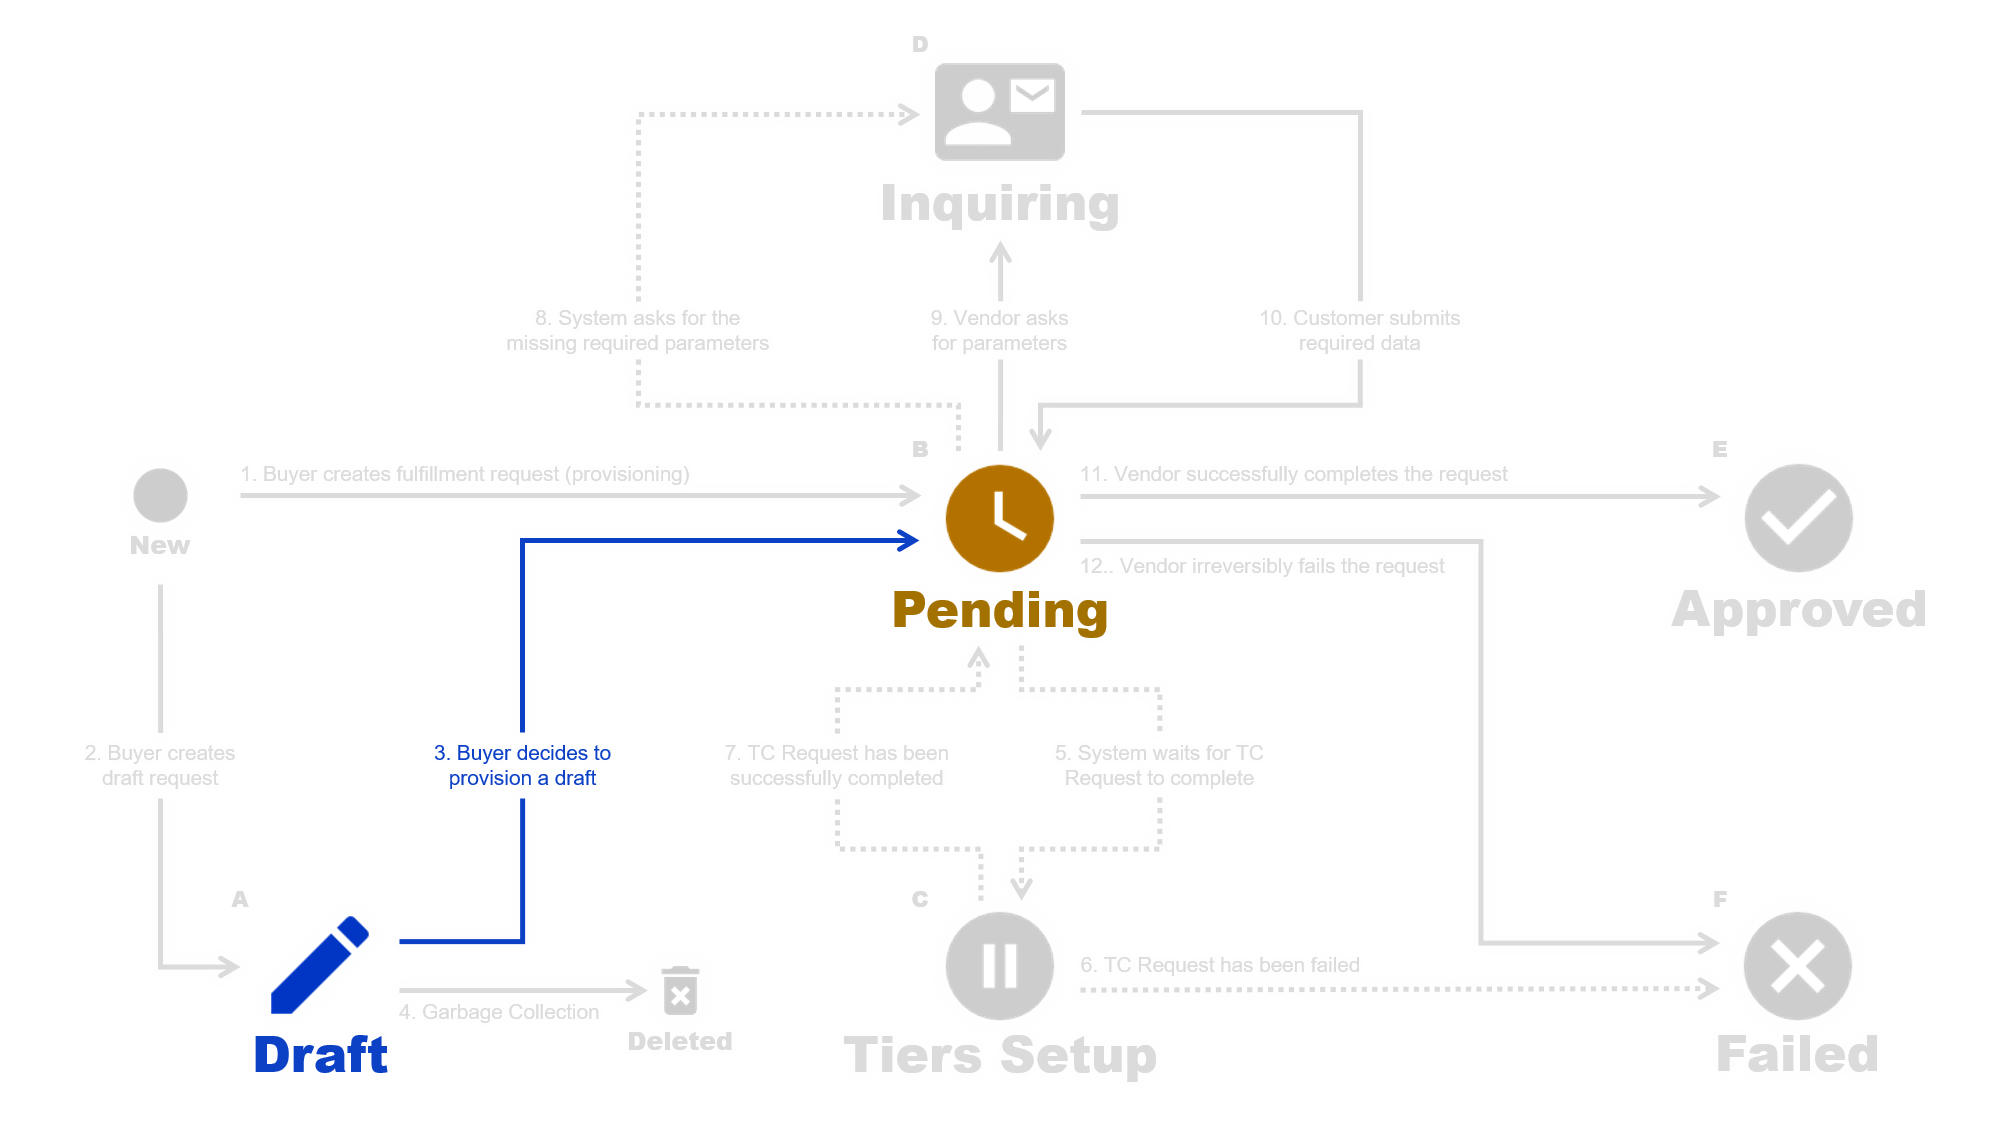 D
Inquiring
8. System asks for the
missing required parameters
9. Vendor asks
for parameters
10. Customer submits
required data
B
E
1. Buyer creates fulfillment request (provisioning)
11. Vendor successfully completes the request
New
12.. Vendor irreversibly fails the request
Pending
Approved
2. Buyer creates
draft request
3. Buyer decides to
provision a draft
7. TC Request has been
successfully completed
5. System waits for TC
Request to complete
A
C
F
6. TC Request has been failed
4. Garbage Collection
Deleted
Draft
Tiers Setup
Failed